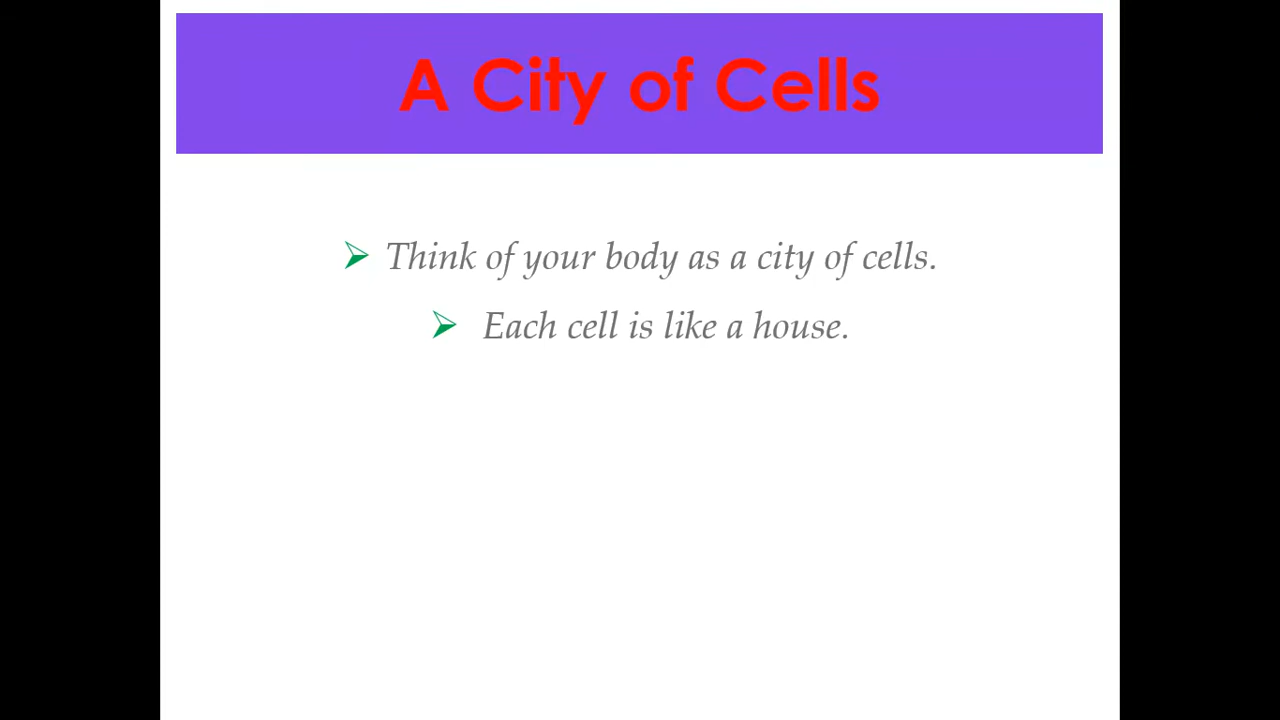 A City of Cells
Think of your body as a city of cells.
Each cell is like a house.